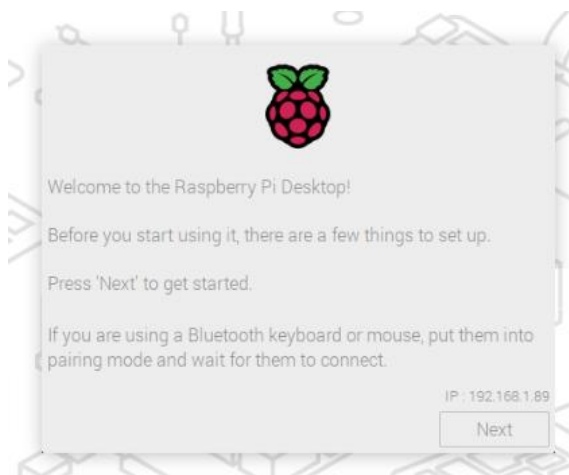 Welcome to the Raspberry Pi Desktop!
Before you start using it, there are a few things to set up.
Press 'Next' to get started.
If you are using a Bluetooth keyboard or mouse, put them into
pairing mode and wait for them to connect.
IP : 192.168.1.89
Next